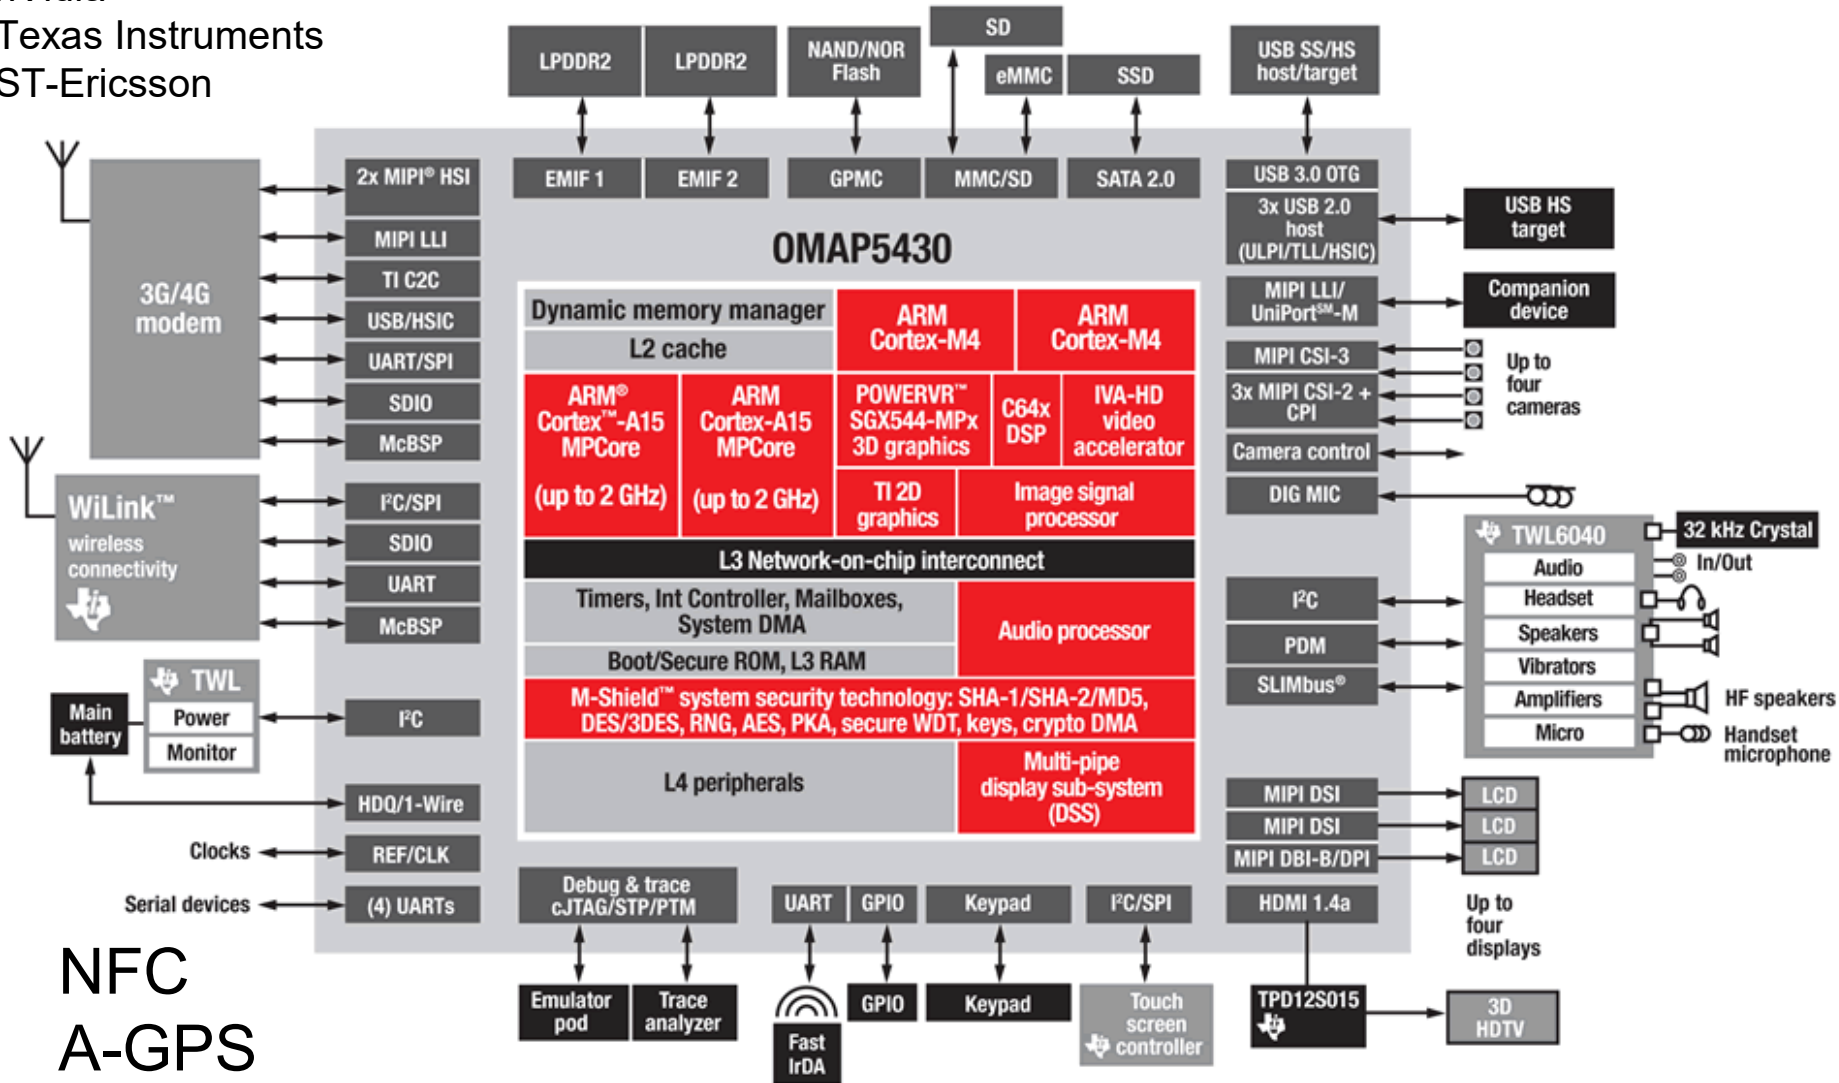 Texas Instruments
ST-Ericsson
LPDDR2
LPDDR2
NAND/NOR
Flash
SD
eMMC
SSD
USB SS/HS
host/target
EMIF 1
EMIF 2
GPMC
MMC/SD
SATA 2.0
OMAP5430
3G/4G
modem
2x MIPI® HSI
MIPI LLI
TI C2C
USB/HSIC
UART/SPI
SDIO
McBSP
WiLink™
wireless
connectivity
I²C/SPI
SDIO
UART
McBSP
TWL
Power
Monitor
Main
battery
I²C
HDQ/1-Wire
Clocks
REF/CLK
Serial devices
(4) UARTs
Dynamic memory manager
L2 cache
ARM
Cortex-M4
ARM
Cortex-M4
ARM®
Cortex™-A15
MPCore
(up to 2 GHz)
ARM
Cortex-A15
MPCore
(up to 2 GHz)
POWERVR™
SGX544-MPx
3D graphics
C64x
DSP
IVA-HD
video
accelerator
TI 2D
graphics
Image signal
processor
L3 Network-on-chip interconnect
Timers, Int Controller, Mailboxes,
System DMA
Boot/Secure ROM, L3 RAM
Audio processor
M-Shield™ system security technology: SHA-1/SHA-2/MD5,
DES/3DES, RNG, AES, PKA, secure WDT, keys, crypto DMA
L4 peripherals
Multi-pipe
display sub-system
(DSS)
USB 3.0 OTG
3x USB 2.0
host
(ULPI/TLL/HSIC)
USB HS
target
MIPI LLI/
UniPort℠-M
Companion
device
MIPI CSI-3
3x MIPI CSI-2 +
CPI
Up to
four
cameras
Camera control
DIG MIC
TWL6040
32 kHz Crystal
Audio
In/Out
Headset
Speakers
Vibrators
Amplifiers
HF speakers
Micro
Handset
microphone
I²C
PDM
SLIMbus®
MIPI DSI
LCD
MIPI DSI
LCD
MIPI DBI-B/DPI
LCD
HDMI 1.4a
Up to
four
displays
Debug & trace
cJTAG/STP/PTM
UART
GPIO
Keypad
I²C/SPI
Emulator
pod
Trace
analyzer
Fast
IrDA
GPIO
Keypad
Touch
screen
controller
TPD12S015
3D
HDTV
NFC
A-GPS